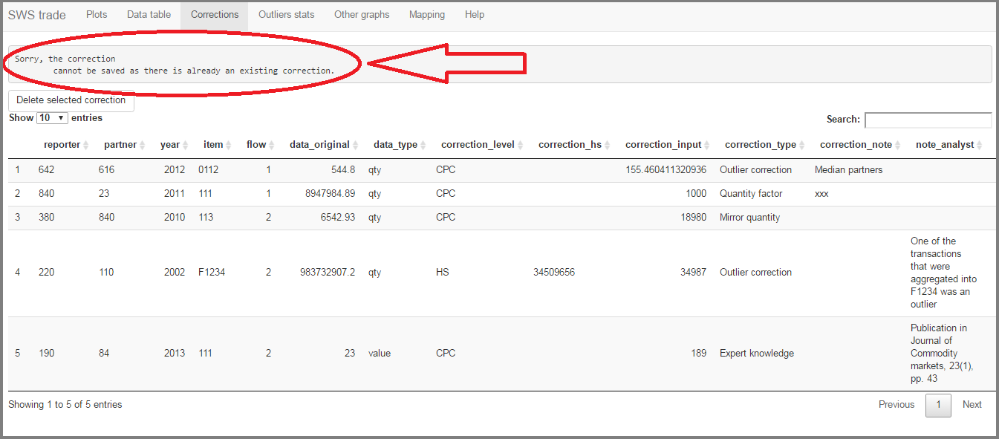 SWS trade Plots Data table Corrections Outliers stats Other graphs Mapping Help
Sorry, the correction
cannot be saved as there is already an existing correction.
Delete selected correction
Show 10 entries Search:
reporter partner year item flow data_original data_type correction_level correction_hs correction_input correction_type correction_note note_analyst
1 642 616 2012 0112 1 544.8 qty CPC 155.460411320936 Outlier correction Median partners
2 840 23 2011 111 1 8947984.89 qty CPC 1000 Quantity factor xxx
3 380 840 2010 113 2 6542.93 qty CPC 18980 Mirror quantity
4 220 110 2002 F1234 2 983732907.2 qty HS 34509656 34987 Outlier correction
One of the
transactions
that were
aggregated into
F1234 was an
outlier
5 190 84 2013 111 2 23 value CPC 189 Expert knowledge
Publication in
Journal of
Commodity
markets, 23(1),
pp. 43
Showing 1 to 5 of 5 entries Previous 1 Next